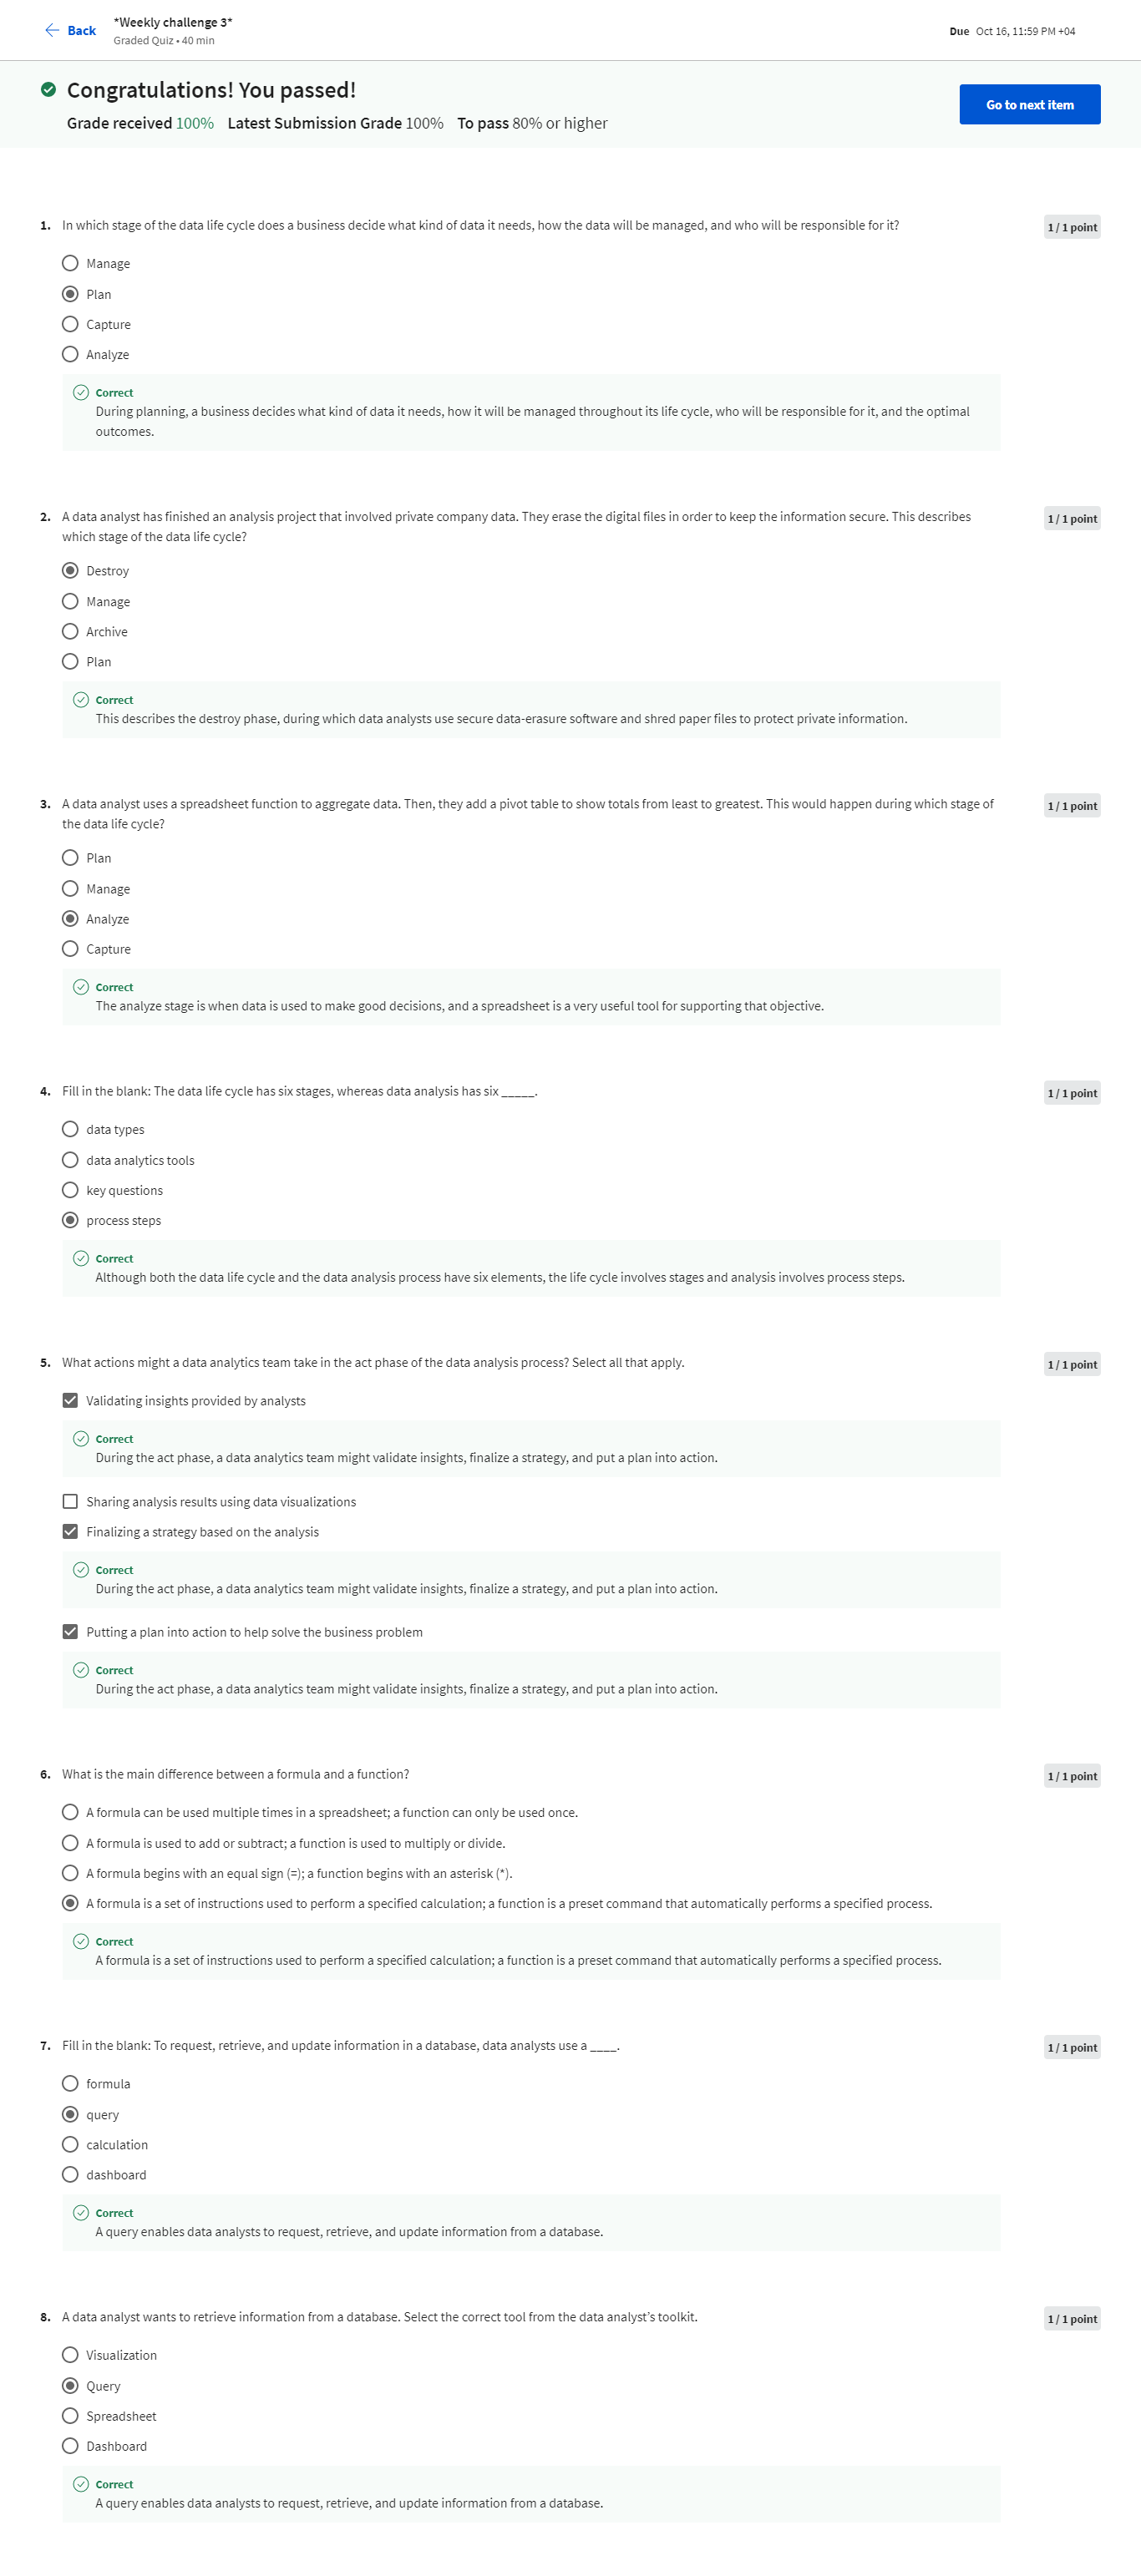 Back
*Weekly challenge 3*
Graded Quiz • 40 min
Due Oct 16, 11:59 PM +04
Congratulations! You passed!
Grade received 100% Latest Submission Grade 100% To pass 80% or higher
Go to next item
1. In which stage of the data life cycle does a business decide what kind of data it needs, how the data will be managed, and who will be responsible for it?
1 / 1 point
Manage
Plan
Capture
Analyze
Correct
During planning, a business decides what kind of data it needs, how it will be managed throughout its life cycle, who will be responsible for it, and the optimal
outcomes.
2. A data analyst has finished an analysis project that involved private company data. They erase the digital files in order to keep the information secure. This describes
which stage of the data life cycle?
1 / 1 point
Destroy
Manage
Archive
Plan
Correct
This describes the destroy phase, during which data analysts use secure data-erasure software and shred paper files to protect private information.
3. A data analyst uses a spreadsheet function to aggregate data. Then, they add a pivot table to show totals from least to greatest. This would happen during which stage of
the data life cycle?
1 / 1 point
Plan
Manage
Analyze
Capture
Correct
The analyze stage is when data is used to make good decisions, and a spreadsheet is a very useful tool for supporting that objective.
4. Fill in the blank: The data life cycle has six stages, whereas data analysis has six _____.
1 / 1 point
data types
data analytics tools
key questions
process steps
Correct
Although both the data life cycle and the data analysis process have six elements, the life cycle involves stages and analysis involves process steps.
5. What actions might a data analytics team take in the act phase of the data analysis process? Select all that apply.
1 / 1 point
Validating insights provided by analysts
Correct
During the act phase, a data analytics team might validate insights, finalize a strategy, and put a plan into action.
Sharing analysis results using data visualizations
Finalizing a strategy based on the analysis
Correct
During the act phase, a data analytics team might validate insights, finalize a strategy, and put a plan into action.
Putting a plan into action to help solve the business problem
Correct
During the act phase, a data analytics team might validate insights, finalize a strategy, and put a plan into action.
6. What is the main difference between a formula and a function?
1 / 1 point
A formula can be used multiple times in a spreadsheet; a function can only be used once.
A formula is used to add or subtract; a function is used to multiply or divide.
A formula begins with an equal sign (=); a function begins with an asterisk (*).
A formula is a set of instructions used to perform a specified calculation; a function is a preset command that automatically performs a specified process.
Correct
A formula is a set of instructions used to perform a specified calculation; a function is a preset command that automatically performs a specified process.
7. Fill in the blank: To request, retrieve, and update information in a database, data analysts use a ____.
1 / 1 point
formula
query
calculation
dashboard
Correct
A query enables data analysts to request, retrieve, and update information from a database.
8. A data analyst wants to retrieve information from a database. Select the correct tool from the data analyst’s toolkit.
1 / 1 point
Visualization
Query
Spreadsheet
Dashboard
Correct
A query enables data analysts to request, retrieve, and update information from a database.